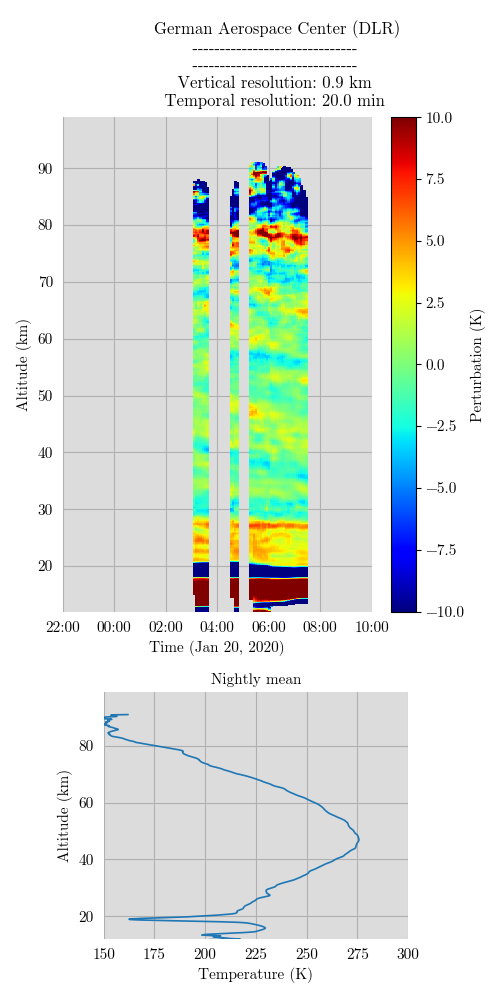 German Aerospace Center (DLR)
------------------------------
------------------------------
Vertical resolution: 0.9 km
Temporal resolution: 20.0 min
90
80
70
60
50
40
30
20
Altitude (km)
22:00 00:00 02:00 04:00 06:00 08:00 10:00
Time (Jan 20, 2020)
10.0
7.5
5.0
2.5
0.0
−2.5
−5.0
−7.5
−10.0
Perturbation (K)
Nightly mean
80
60
40
20
Altitude (km)
150 175 200 225 250 275 300
Temperature (K)